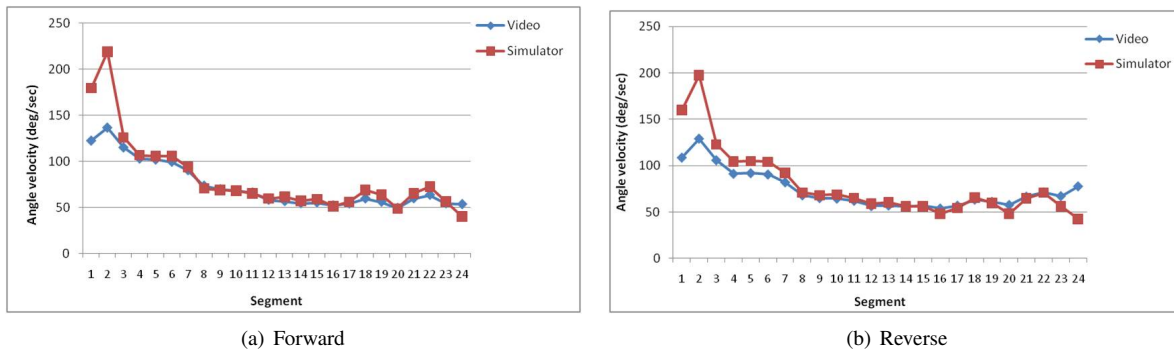 250
200
150
100
50
0
Angle velocity (deg/sec)
1 2 3 4 5 6 7 8 9 10 11 12 13 14 15 16 17 18 19 20 21 22 23 24
Segment
Video
Simulator
(a) Forward
250
200
150
100
50
0
Angle velocity (deg/sec)
1 2 3 4 5 6 7 8 9 10 11 12 13 14 15 16 17 18 19 20 21 22 23 24
Segment
Video
Simulator
(b) Reverse